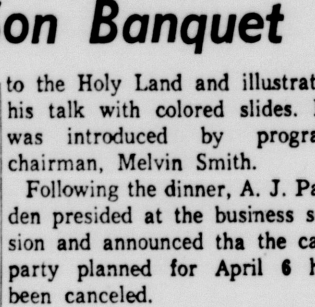 on Banquet
to the Holy Land and illustrat
his talk with colored slides.
was introduced by progra
chairman, Melvin Smith.
Following the dinner, A. J. Pa
den presided at the business s
sion and announced tha the ca
party planned for April 6 h
been canceled.